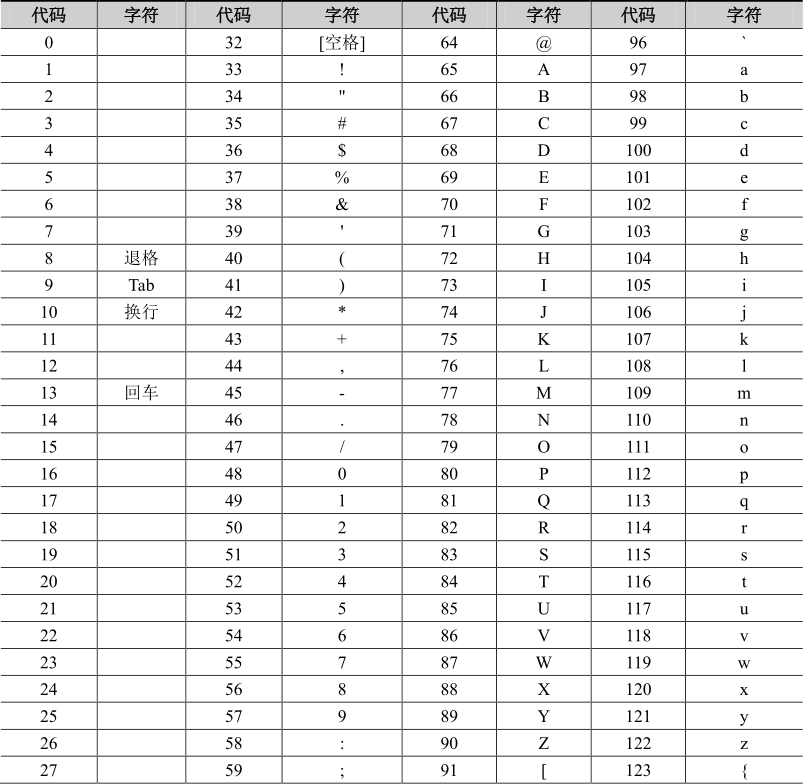 代码 字符 代码 字符 代码 字符 代码 字符
0 32 [空格] 64 @ 96 `
1 33 ! 65 A 97 a
2 34 " 66 B 98 b
3 35 # 67 C 99 c
4 36 $ 68 D 100 d
5 37 % 69 E 101 e
6 38 & 70 F 102 f
7 39 ' 71 G 103 g
8 退格 40 ( 72 H 104 h
9 Tab 41 ) 73 I 105 i
10 换行 42 * 74 J 106 j
11 43 + 75 K 107 k
12 44 , 76 L 108 l
13 回车 45 - 77 M 109 m
14 46 . 78 N 110 n
15 47 / 79 O 111 o
16 48 0 80 P 112 p
17 49 1 81 Q 113 q
18 50 2 82 R 114 r
19 51 3 83 S 115 s
20 52 4 84 T 116 t
21 53 5 85 U 117 u
22 54 6 86 V 118 v
23 55 7 87 W 119 w
24 56 8 88 X 120 x
25 57 9 89 Y 121 y
26 58 : 90 Z 122 z
27 59 ; 91 [ 123 {